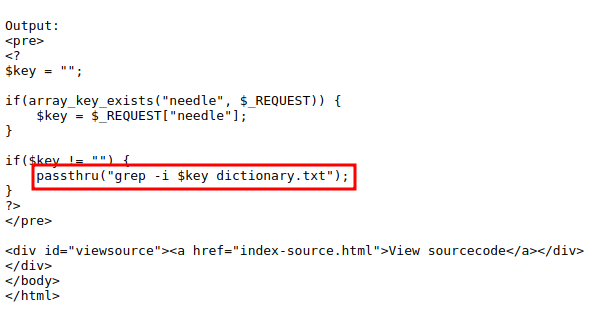 Output:
<pre>
<?
$key = "";
if(array_key_exists("needle", $_REQUEST)) {
    $key = $_REQUEST["needle"];
}
if($key != "") {
    passthru("grep -i $key dictionary.txt");
}
?>
</pre>
<div id="viewsource"><a href="index-source.html">View sourcecode</a></div>
</div>
</body>
</html>